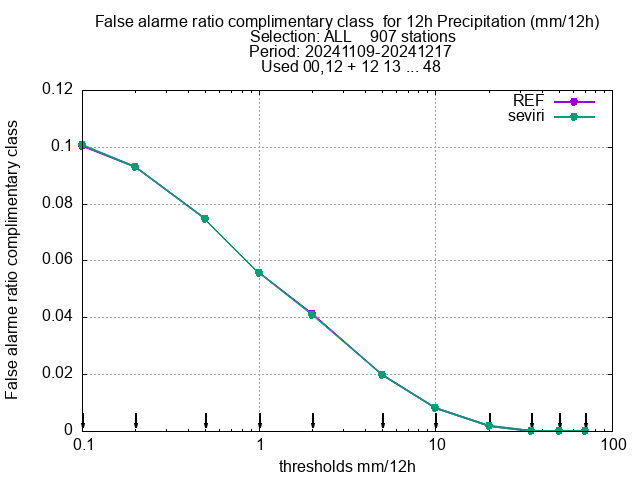 False alarme ratio complimentary class  for 12h Precipitation (mm/12h)
Selection: ALL    907 stations
Period: 20241109-20241217
Used 00,12 + 12 13 ... 48
REF
seviri
False alarme ratio complimentary class
0.12
0.1
0.08
0.06
0.04
0.02
0
0.1 1 10 100
thresholds mm/12h